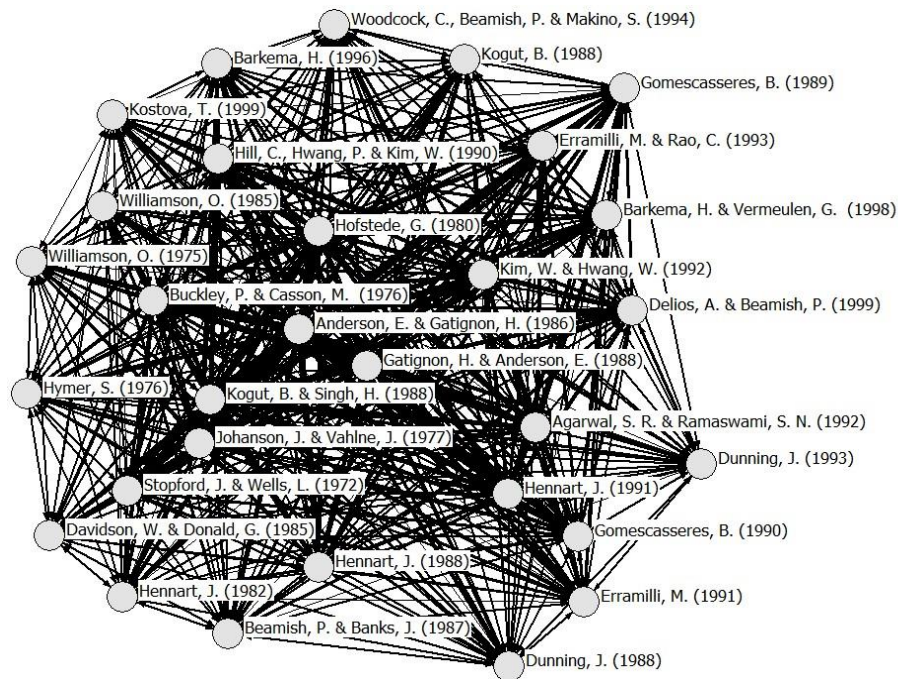 Woodcock, C., Beamish, P. & Makino, S. (1994)
Barkema, H. (1996)
Kogut, B. (1988)
Gomescasseres, B. (1989)
Kostova, T. (1999)
Hill, C., Hwang, P. & Kim, W. (1990)
Erramilli, M. & Rao, C. (1993)
Williamson, O. (1985)
Hofstede, G. (1980)
Barkema, H. & Vermeulen, G. (1998)
Williamson, O. (1975)
Kim, W. & Hwang, W. (1992)
Buckley, P. & Casson, M. (1976)
Delios, A. & Beamish, P. (1999)
Anderson, E. & Gatignon, H. (1986)
Gatignon, H. & Anderson, E. (1988)
Hymer, S. (1976)
Kogut, B. & Singh, H. (1988)
Agarwal, S. R. & Ramaswami, S. N. (1992)
Johanson, J. & Vahlne, J. (1977)
Dunning, J. (1993)
Stopford, J. & Wells, L. (1972)
Hennart, J. (1991)
Davidson, W. & Donald, G. (1985)
Gomescasseres, B. (1990)
Hennart, J. (1988)
Hennart, J. (1982)
Erramilli, M. (1991)
Beamish, P. & Banks, J. (1987)
Dunning, J. (1988)